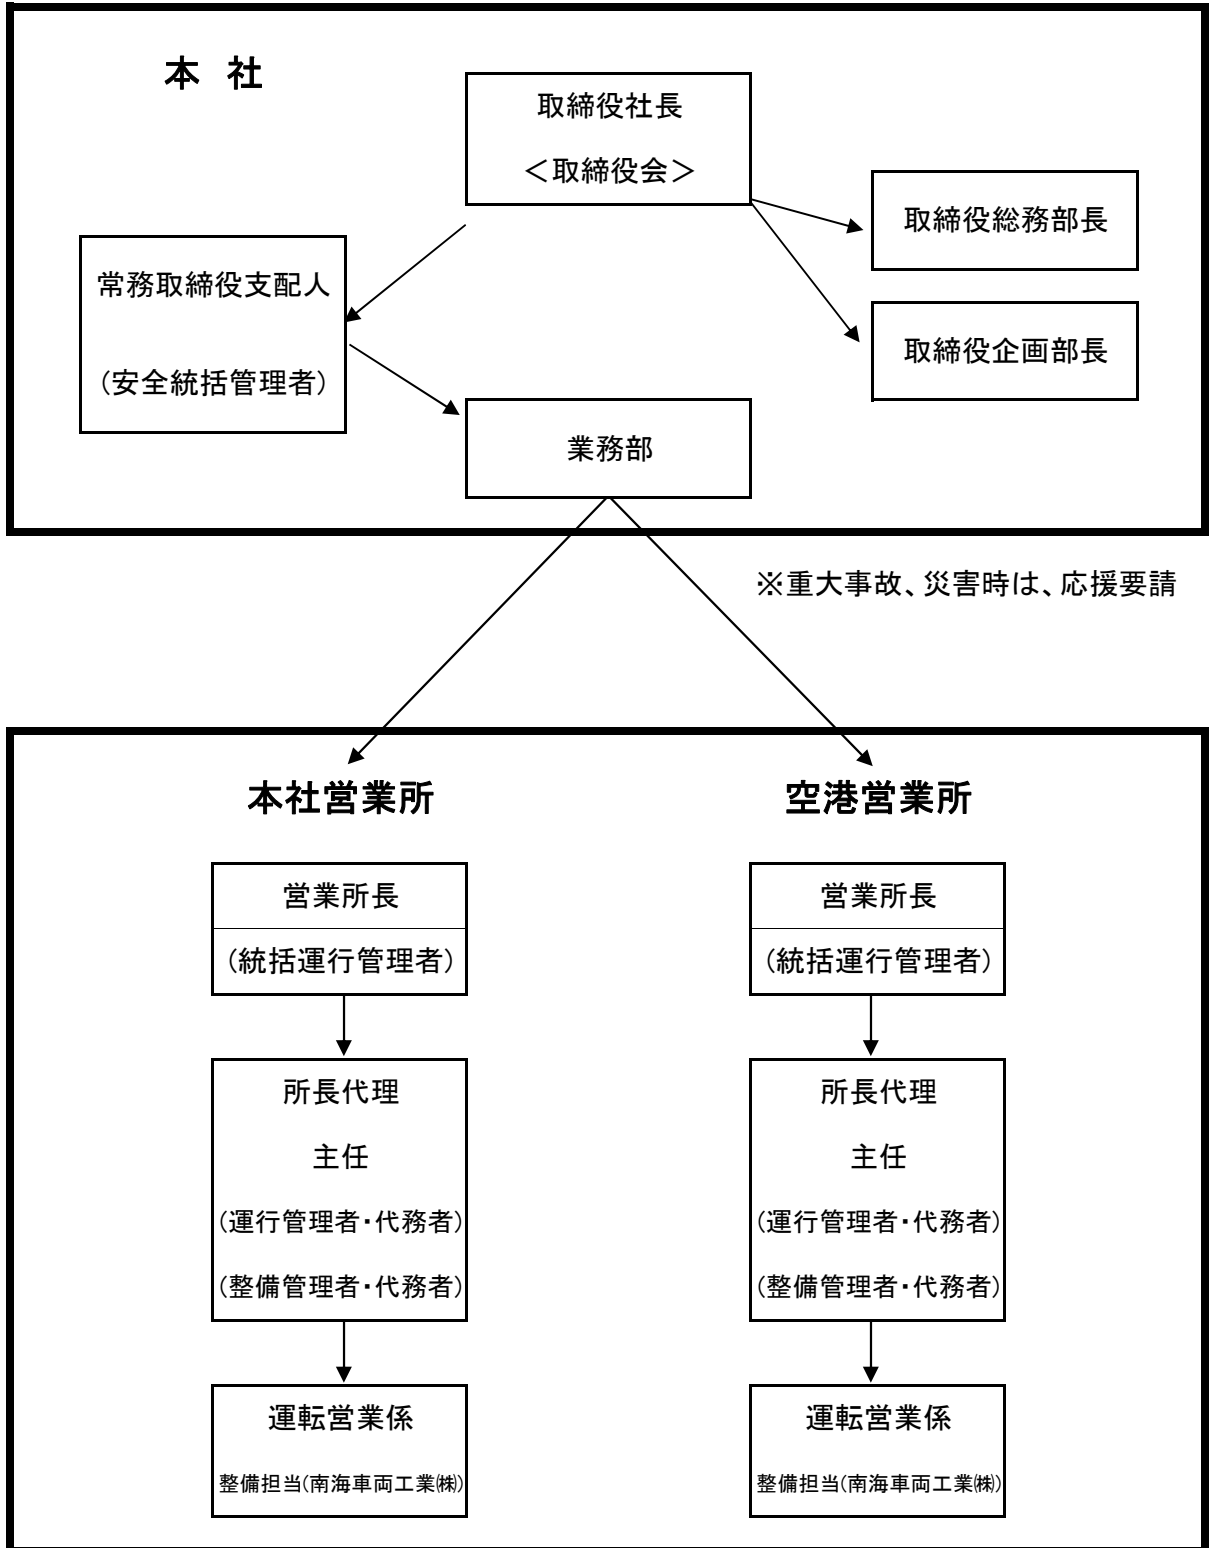 本 社
取締役社長
＜取締役会＞
取締役総務部長
常務取締役支配人
(安全統括管理者)
取締役企画部長
業務部
※重大事故、災害時は、応援要請
本社営業所
営業所長
(統括運行管理者)
所長代理
主任
(運行管理者・代務者)
(整備管理者・代務者)
運転営業係
整備担当(南海車両工業㈱)
空港営業所
営業所長
(統括運行管理者)
所長代理
主任
(運行管理者・代務者)
(整備管理者・代務者)
運転営業係
整備担当(南海車両工業㈱)